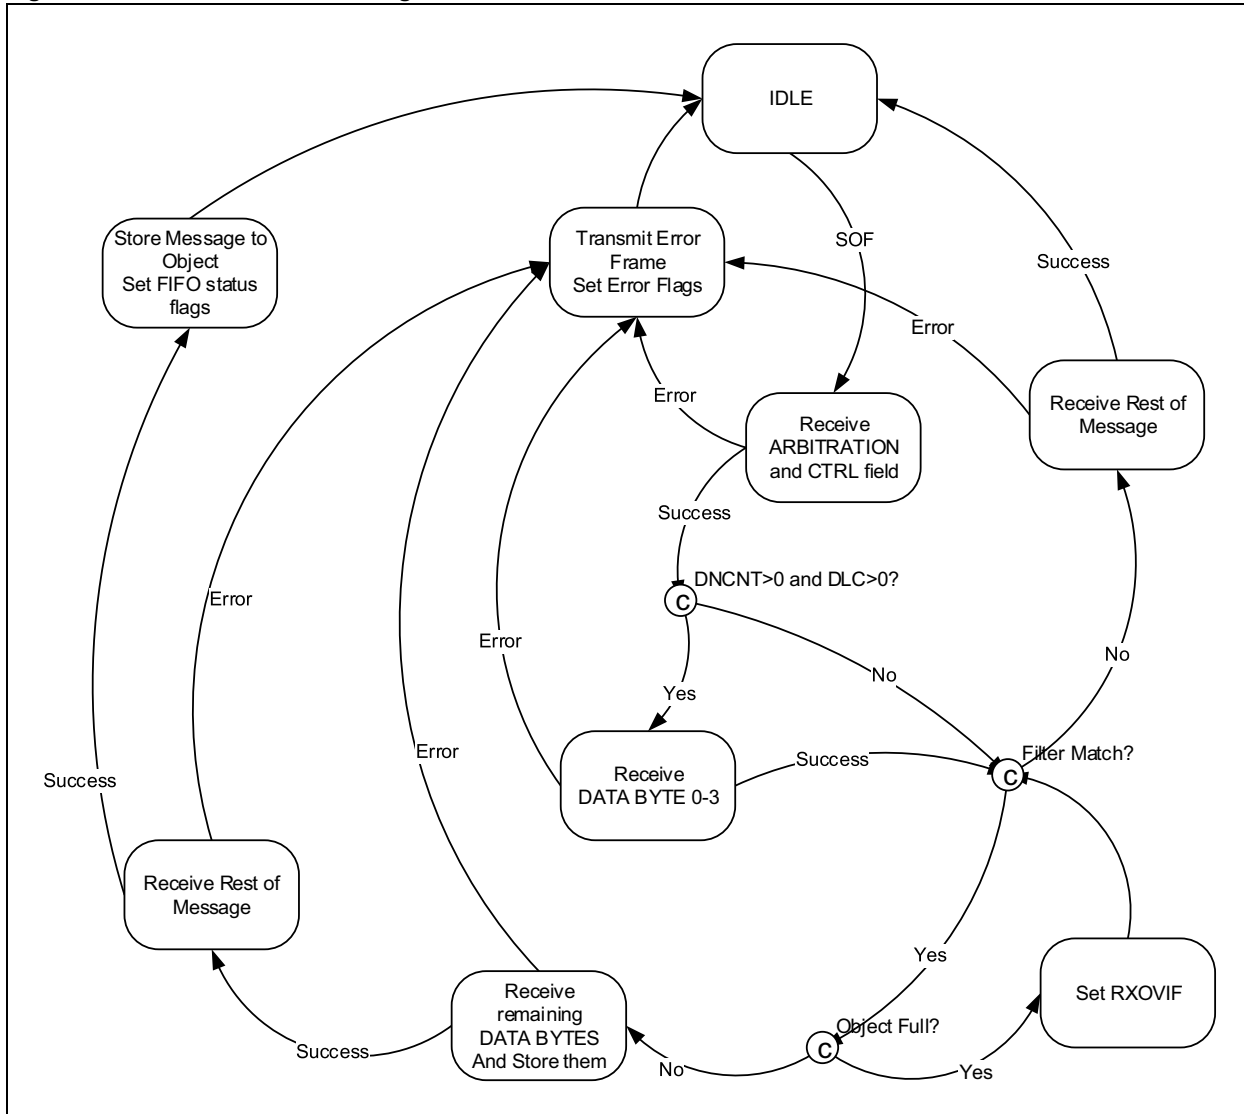 IDLE
Store Message to
Object
Set FIFO status
flags
Transmit Error
Frame
Set Error Flags
SOF
Success
Error
Receive Rest of
Message
Error
Receive
ARBITRATION
and CTRL field
Success
DNCNT>0 and DLC>0?
C
Error
Error
No
No
Yes
Error
Success
Filter Match?
C
Receive
DATA BYTE 0-3
Success
Receive Rest of
Message
Yes
Set RXOVIF
Receive
remaining
DATA BYTES
And Store them
Object Full?
C
Success
No
Yes